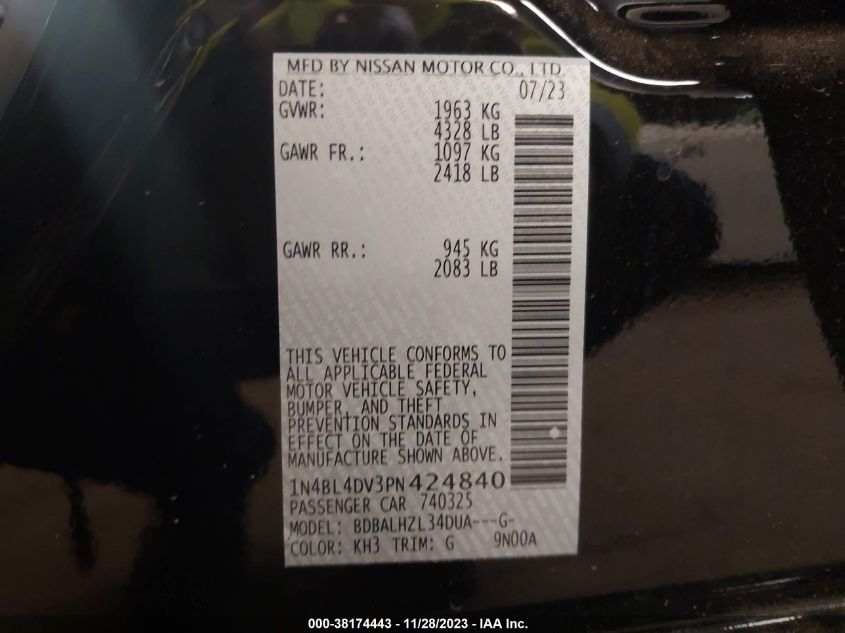 MFD BY NISSAN MOTOR CO., LTD.
DATE: 07/23
GVWR: 1963 KG
4328 LB
GAWR FR.: 1097 KG
2418 LB
GAWR RR.: 945 KG
2083 LB
THIS VEHICLE CONFORMS TO
ALL APPLICABLE FEDERAL
MOTOR VEHICLE SAFETY,
BUMPER, AND THEFT
PREVENTION STANDARDS IN
EFFECT ON THE DATE OF
MANUFACTURE SHOWN ABOVE.
1N4BL4DV3PN424840
PASSENGER CAR 740325
MODEL: BDBALHZL34DUA---G-
COLOR: KH3 TRIM: G 9N00A
000-38174443 - 11/28/2023 - IAA Inc.